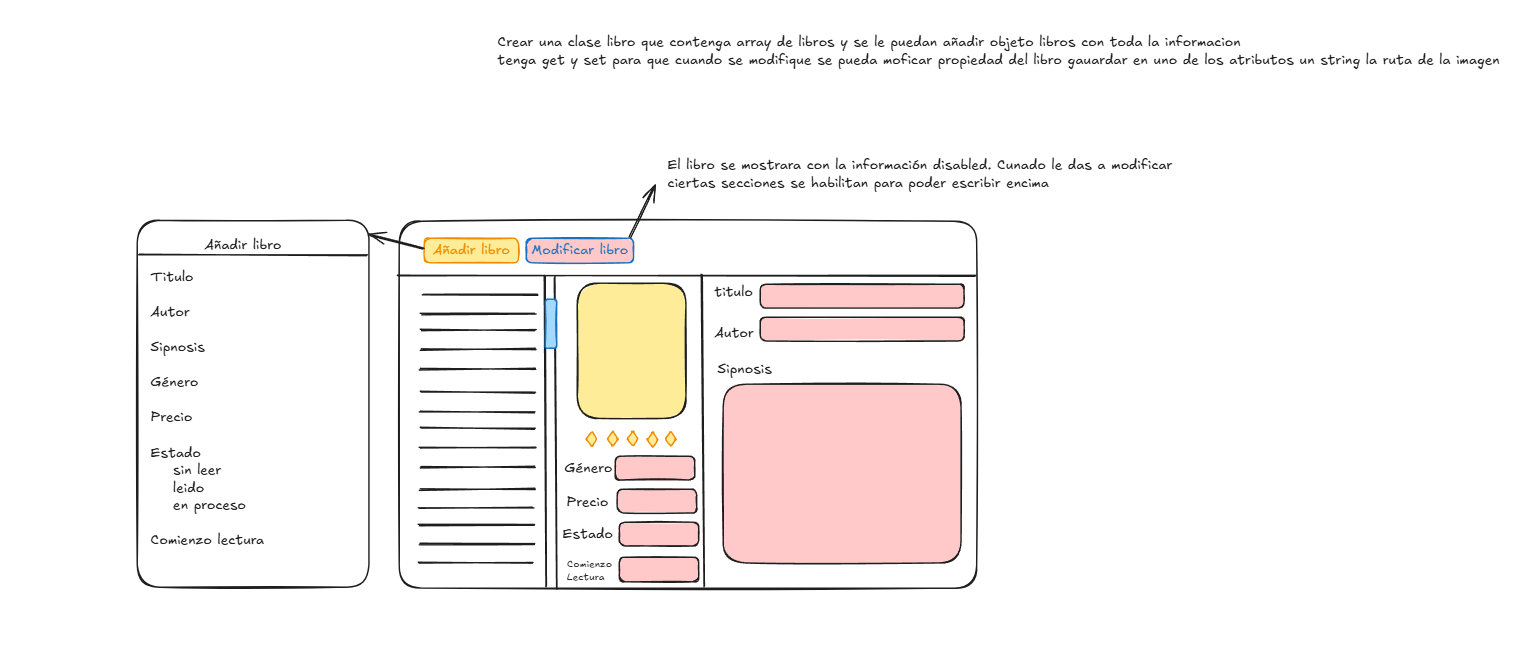 Crear una clase libro que contenga array de libros y se le puedan añadir objeto libros con toda la informacion
tenga get y set para que cuando se modifique se pueda moficar propiedad del libro gauardar en uno de los atributos un string la ruta de la imagen
El libro se mostrara con la información disabled. Cunado le das a modificar
ciertas secciones se habilitan para poder escribir encima
Añadir libro
Titulo
Autor
Sipnosis
Género
Precio
Estado
sin leer
leido
en proceso
Comienzo lectura
Añadir libro
Modificar libro
Género
Precio
Estado
Comienzo
Lectura
titulo
Autor
Sipnosis